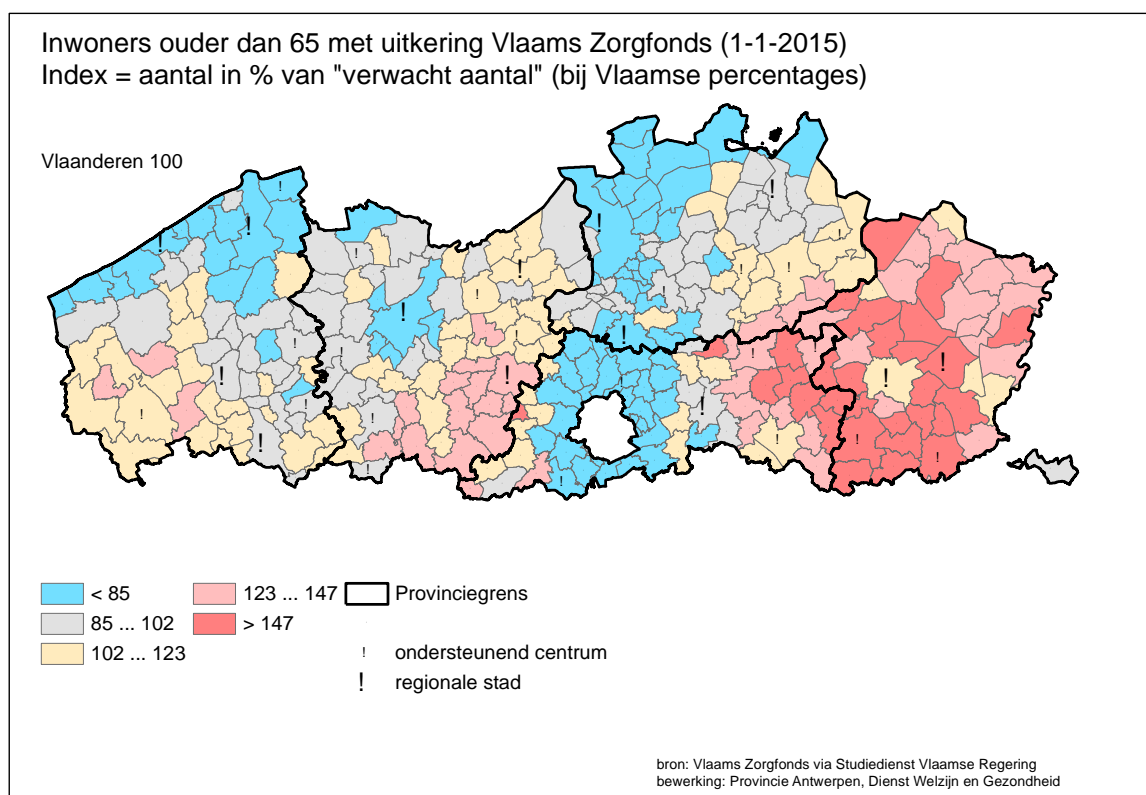 Inwoners ouder dan 65 met uitkering Vlaams Zorgfonds (1-1-2015)
Index = aantal in % van "verwacht aantal" (bij Vlaamse percentages)
Vlaanderen 100
< 85
85 ... 102
102 ... 123
123 ... 147
> 147
Provinciegrens
! ondersteunend centrum
! regionale stad
bron: Vlaams Zorgfonds via Studiedienst Vlaamse Regering
bewerking: Provincie Antwerpen, Dienst Welzijn en Gezondheid